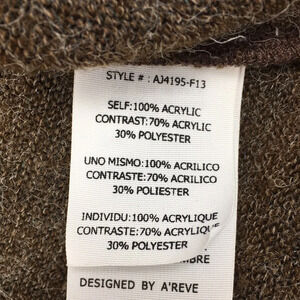 STYLE # : AJ4195-F13
SELF:100% ACRYLIC
CONTRAST:70% ACRYLIC
30% POLYESTER
UNO MISMO:100% ACRILICO
CONTRASTE:70% ACRILICO
30% POLIESTER
INDIVIDU:100% ACRYLIQUE
CONTRASTE:70% ACRYLIQUE
30% POLYESTER
DESIGNED BY A'REVE